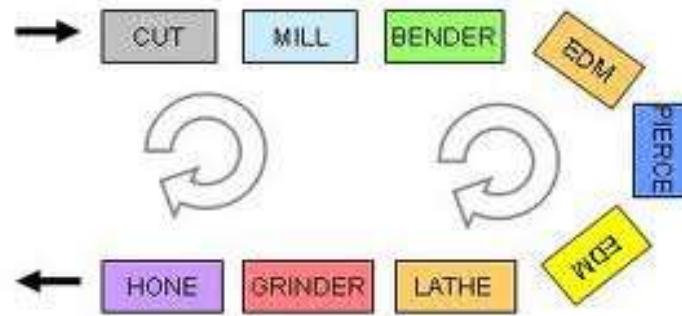 CUT
MILL
BENDER
EDM
PIERCE
EDM
LATHE
GRINDER
HONE